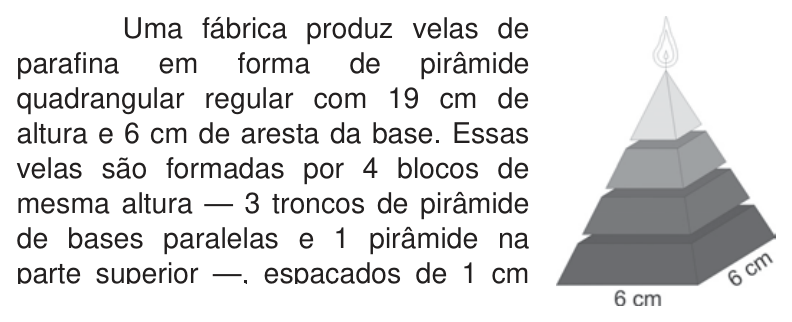 Uma fábrica produz velas de
parafina em forma de pirâmide
quadrangular regular com 19 cm de
altura e 6 cm de aresta da base. Essas
velas são formadas por 4 blocos de
mesma altura — 3 troncos de pirâmide
de bases paralelas e 1 pirâmide na
parte superior —, espaçados de 1 cm
6 cm
6 cm